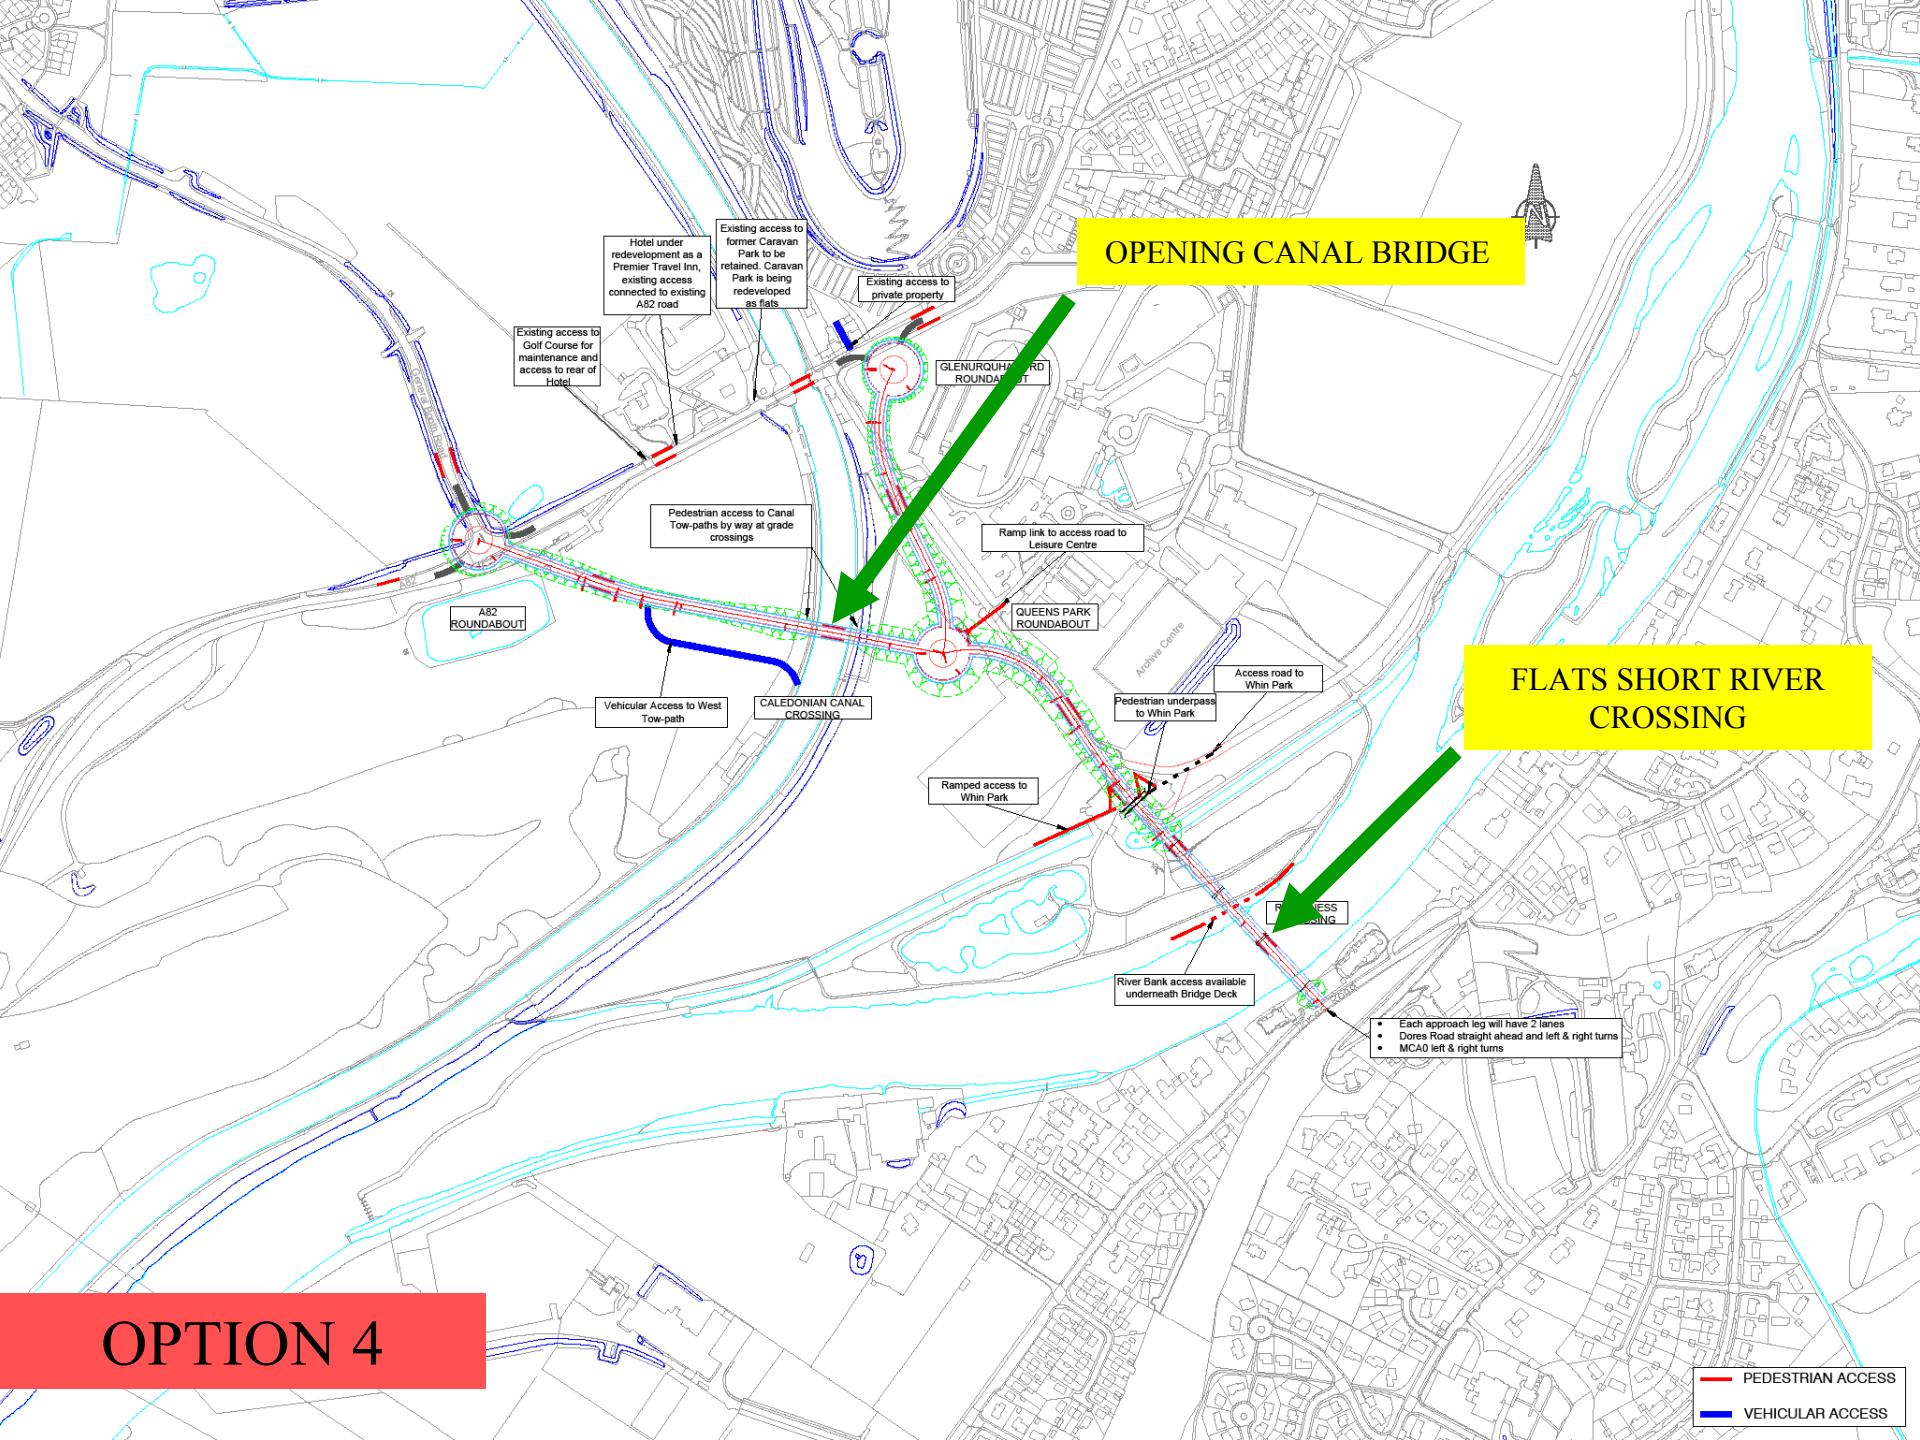 Existing access to
former Caravan
Park to be
retained. Caravan
Park is being
redeveloped
as flats
Hotel under
redevelopment as a
Premier Travel Inn,
existing access
connected to existing
A82 road
OPENING CANAL BRIDGE
N
Existing access to
private property
Existing access to
Golf Course for
maintenance and
access to rear of
Hotel
ROUNDABOUT
General Booth Road
Pedestrian access to Canal
Tow-paths by way at grade
crossings
Ramp link to access road to
Leisure Centre
A82
A82
ROUNDABOUT
QUEENS PARK
ROUNDABOUT
Archive Centre
Access road to
Whin Park
FLATS SHORT RIVER
CROSSING
Vehicular Access to West
Tow-path
CALEDONIAN CANAL
CROSSING
Pedestrian underpass
to Whin Park
Ramped access to
Whin Park
River Bank access available
underneath Bridge Deck
• Each approach leg will have 2 lanes
• Dores Road straight ahead and left & right turns
• MCA0 left & right turns
OPTION 4
PEDESTRIAN ACCESS
VEHICULAR ACCESS